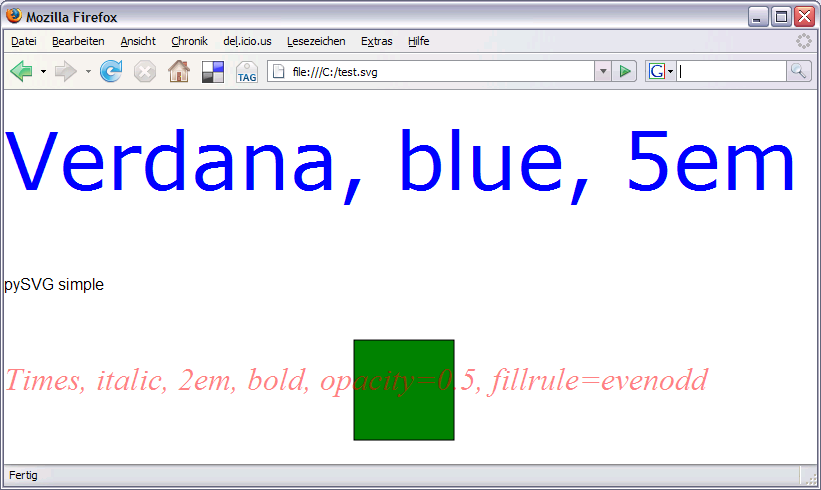 Mozilla Firefox
Datei Bearbeiten Ansicht Chronik del.icio.us Lesezeichen Extras Hilfe
TAG file:///C:/test.svg G
Verdana, blue, 5em
pySVG simple
Times, italic, 2em, bold, opacity=0.5, fillrule=evenodd
Fertig